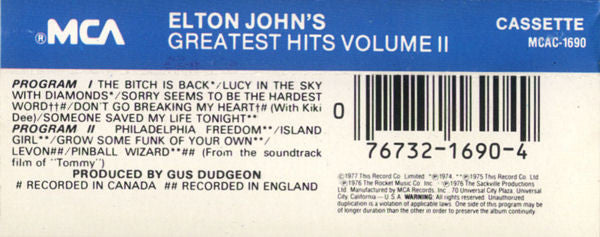 ®MCA
ELTON JOHN'S
GREATEST HITS VOLUME II
CASSETTE
MCAC-1690
PROGRAM I THE BITCH IS BACK*/LUCY IN THE SKY
WITH DIAMONDS*/SORRY SEEMS TO BE THE HARDEST
WORD††#/DON'T GO BREAKING MY HEART†# (With Kiki
Dee)/SOMEONE SAVED MY LIFE TONIGHT**
PROGRAM II PHILADELPHIA FREEDOM**/ISLAND
GIRL**/GROW SOME FUNK OF YOUR OWN**/
LEVON##/PINBALL WIZARD**## (From the soundtrack
film of "Tommy")
PRODUCED BY GUS DUDGEON
# RECORDED IN CANADA ## RECORDED IN ENGLAND
0
76732-1690-4
©1977 This Record Co. Limited *℗1974 **℗1975 This Record Co. Ltd
†℗1976 The Rocket Music Co. Inc. ††℗1976 The Sackville Productions
Ltd. Manufactured by MCA Records, Inc., 70 Universal City Plaza, Universal
City, California — U.S.A. WARNING: All rights reserved. Unauthorized
duplication is a violation of applicable laws. One side of this program may be
of longer duration than the other in order to preserve the album continuity